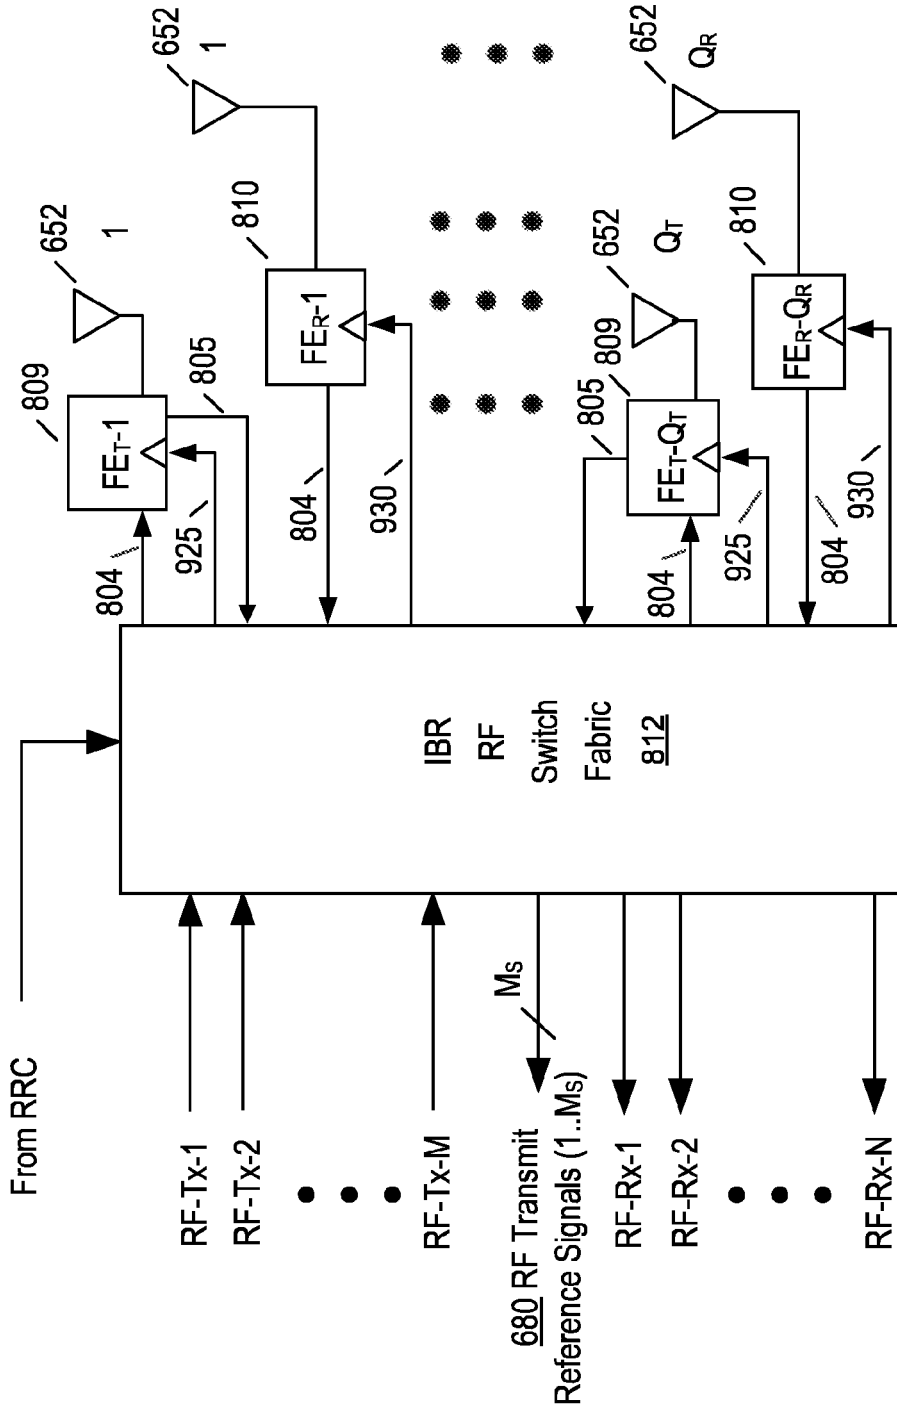 From RRC
RF-Tx-1
RF-Tx-2
RF-Tx-M
680 RF Transmit
Reference Signals (1..Ms)
Ms
RF-Rx-1
RF-Rx-2
RF-Rx-N
IBR
RF
Switch
Fabric
812
804
925
805
809
FET-1
652
1
804
930
810
FER-1
652
1
805
809
804
925
FET-QT
652
QT
804
930
810
FER-QR
652
QR